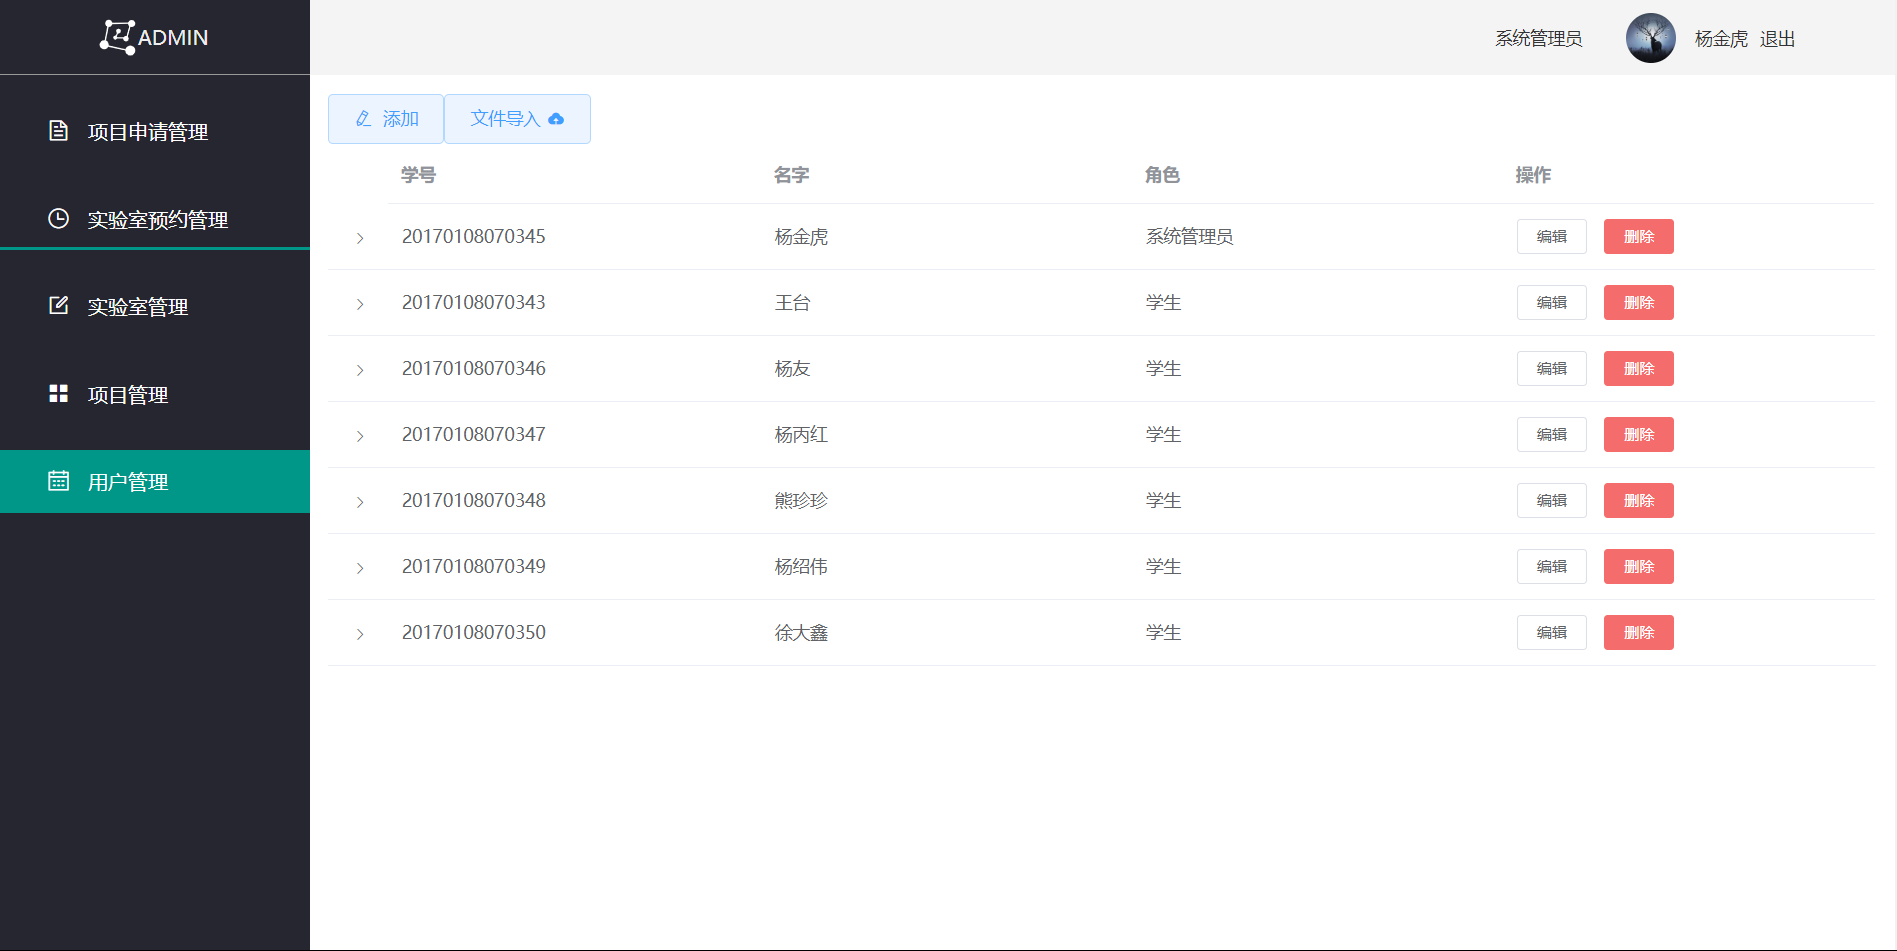 ADMIN
系统管理员 杨金虎 退出
项目申请管理
实验室预约管理
实验室管理
项目管理
用户管理
添加 文件导入
学号 名字 角色 操作
20170108070345 杨金虎 系统管理员 编辑 删除
20170108070343 王台 学生 编辑 删除
20170108070346 杨友 学生 编辑 删除
20170108070347 杨丙红 学生 编辑 删除
20170108070348 熊珍珍 学生 编辑 删除
20170108070349 杨绍伟 学生 编辑 删除
20170108070350 徐大鑫 学生 编辑 删除